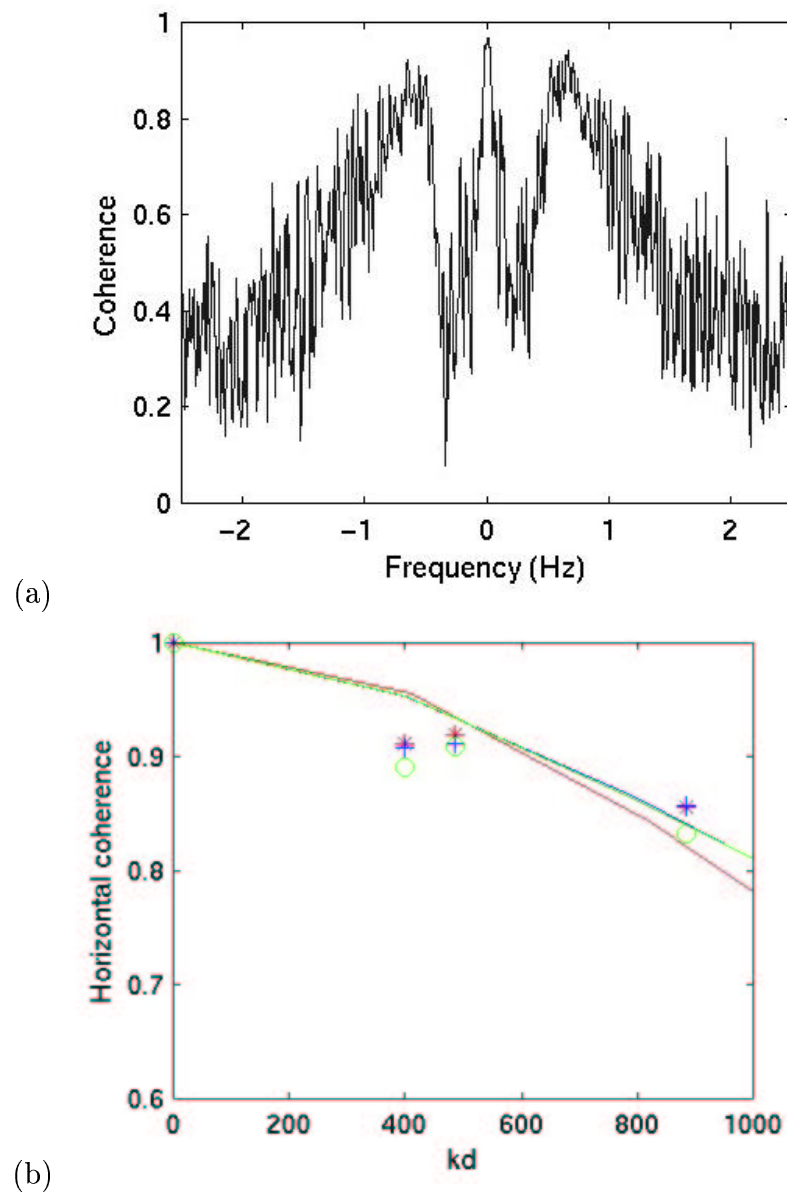 1
0.8
0.6
0.4
0.2
0
Coherence
−2 −1 0 1 2
Frequency (Hz)
(a)
1
0.9
0.8
0.7
0.6
Horizontal coherence
0 200 400 600 800 1000
kd
(b)